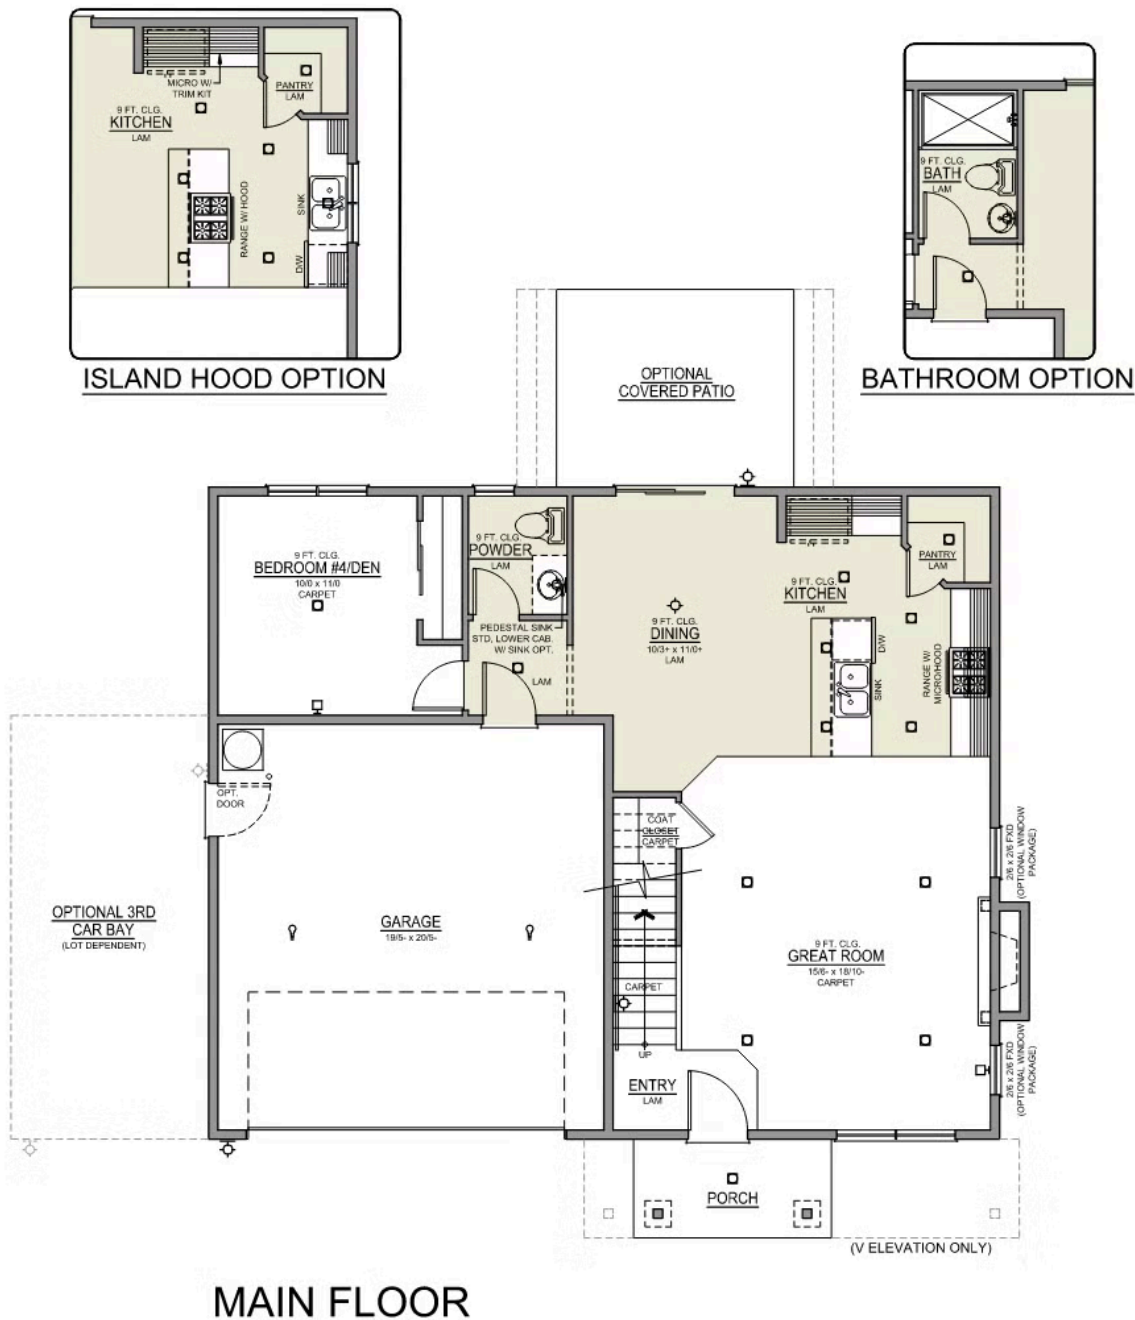 MICRO W/
TRIM KIT
PANTRY
LAM
9 FT. CLG.
KITCHEN
LAM
RANGE W/ HOOD
SINK
D/W
ISLAND HOOD OPTION
9 FT. CLG.
BATH
LAM
BATHROOM OPTION
OPTIONAL
COVERED PATIO
9 FT. CLG.
BEDROOM #4/DEN
10/0 x 11/0
CARPET
9 FT. CLG.
POWDER
LAM
PEDESTAL SINK
STD, LOWER CAB.
W/ SINK OPT.
LAM
9 FT. CLG.
DINING
10/3+ x 11/0+
LAM
9 FT. CLG.
KITCHEN
LAM
PANTRY
LAM
D/W
SINK
RANGE W/
MICRO/HOOD
OPT.
DOOR
COAT
CLOSET
CARPET
2/6 x 2/6 FXD
(OPTIONAL WINDOW
PACKAGE)
OPTIONAL 3RD
CAR BAY
(LOT DEPENDENT)
GARAGE
19/5- x 20/5-
9 FT. CLG.
GREAT ROOM
15/6- x 18/10-
CARPET
CARPET
UP
2/6 x 2/6 FXD
(OPTIONAL WINDOW
PACKAGE)
ENTRY
LAM
PORCH
(V ELEVATION ONLY)
MAIN FLOOR